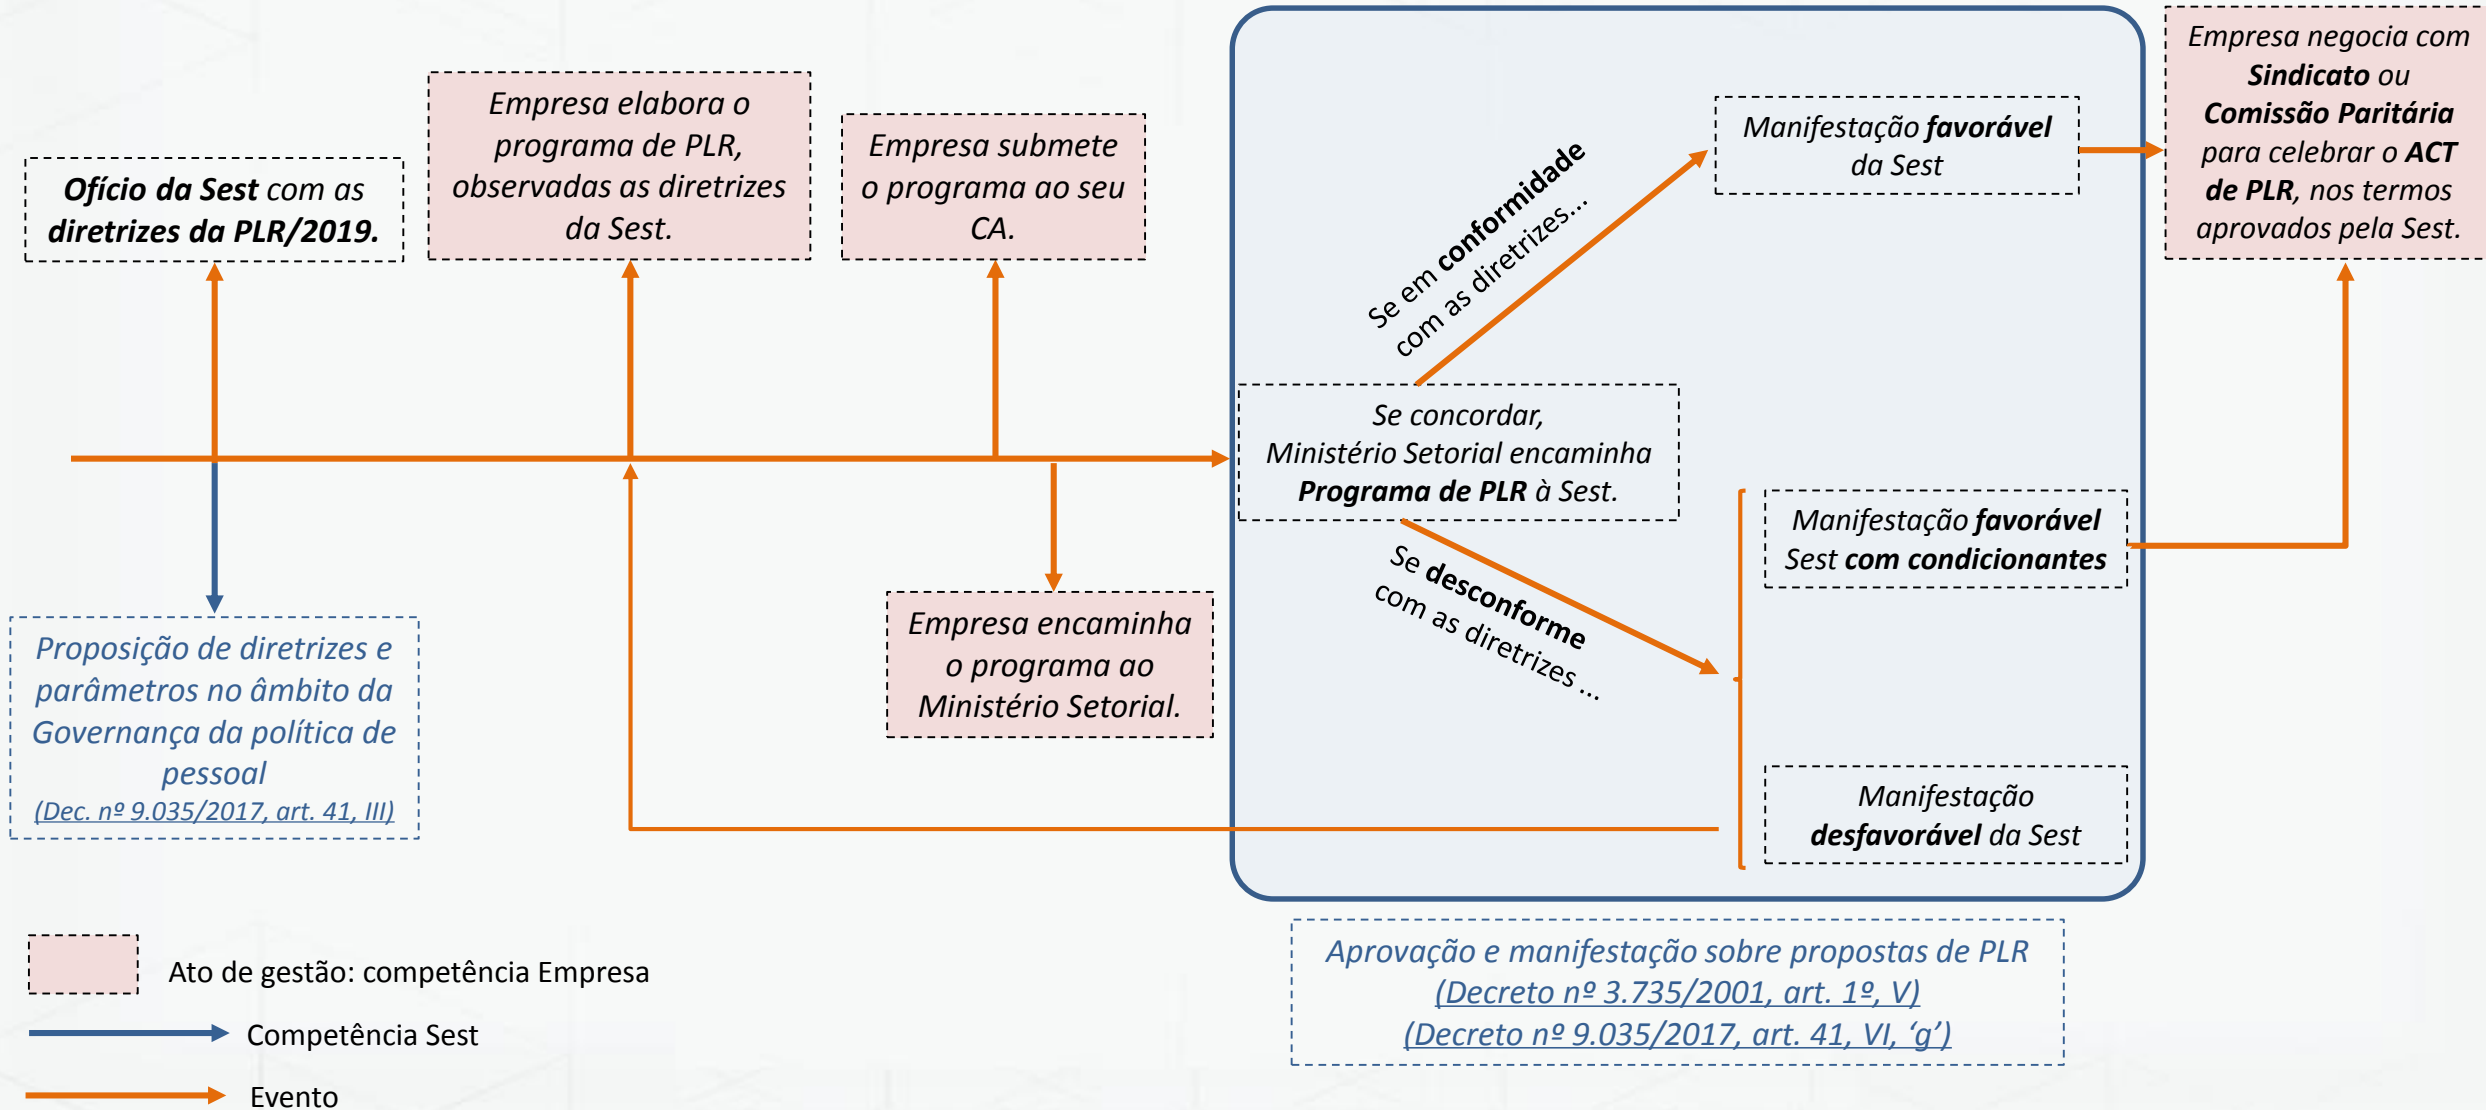 Ofício da Sest com as
diretrizes da PLR/2019.
Empresa elabora o
programa de PLR,
observadas as diretrizes
da Sest.
Empresa submete
o programa ao seu
CA.
Se em conformidade
com as diretrizes...
Manifestação favorável
da Sest
Empresa negocia com
Sindicato ou
Comissão Paritária
para celebrar o ACT
de PLR, nos termos
aprovados pela Sest.
Se concordar,
Ministério Setorial encaminha
Programa de PLR à Sest.
Proposição de diretrizes e
parâmetros no âmbito da
Governança da política de
pessoal
(Dec. nº 9.035/2017, art. 41, III)
Empresa encaminha
o programa ao
Ministério Setorial.
Se desconforme
com as diretrizes ...
Manifestação favorável
Sest com condicionantes
Manifestação
desfavorável da Sest
Aprovação e manifestação sobre propostas de PLR
(Decreto nº 3.735/2001, art. 1º, V)
(Decreto nº 9.035/2017, art. 41, VI, ‘g’)
Ato de gestão: competência Empresa
Competência Sest
Evento